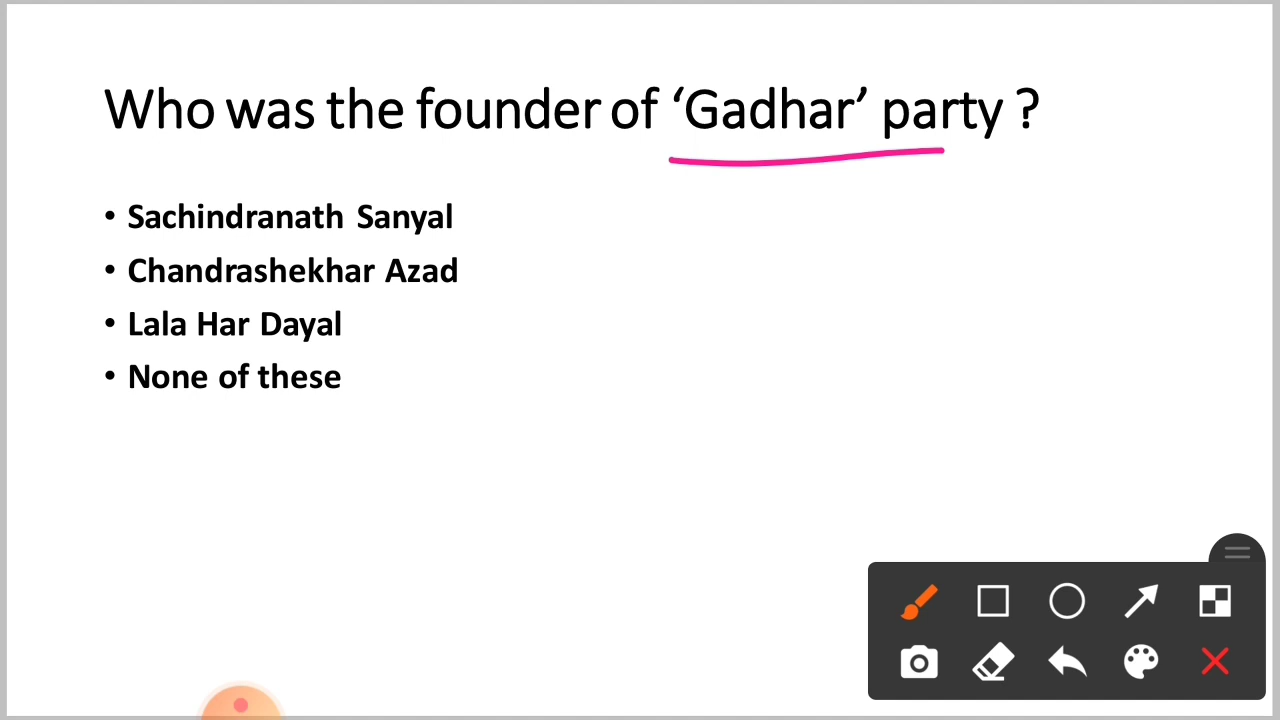 Who was the founder of ‘Gadhar’ party ?
• Sachindranath Sanyal
• Chandrashekhar Azad
• Lala Har Dayal
• None of these